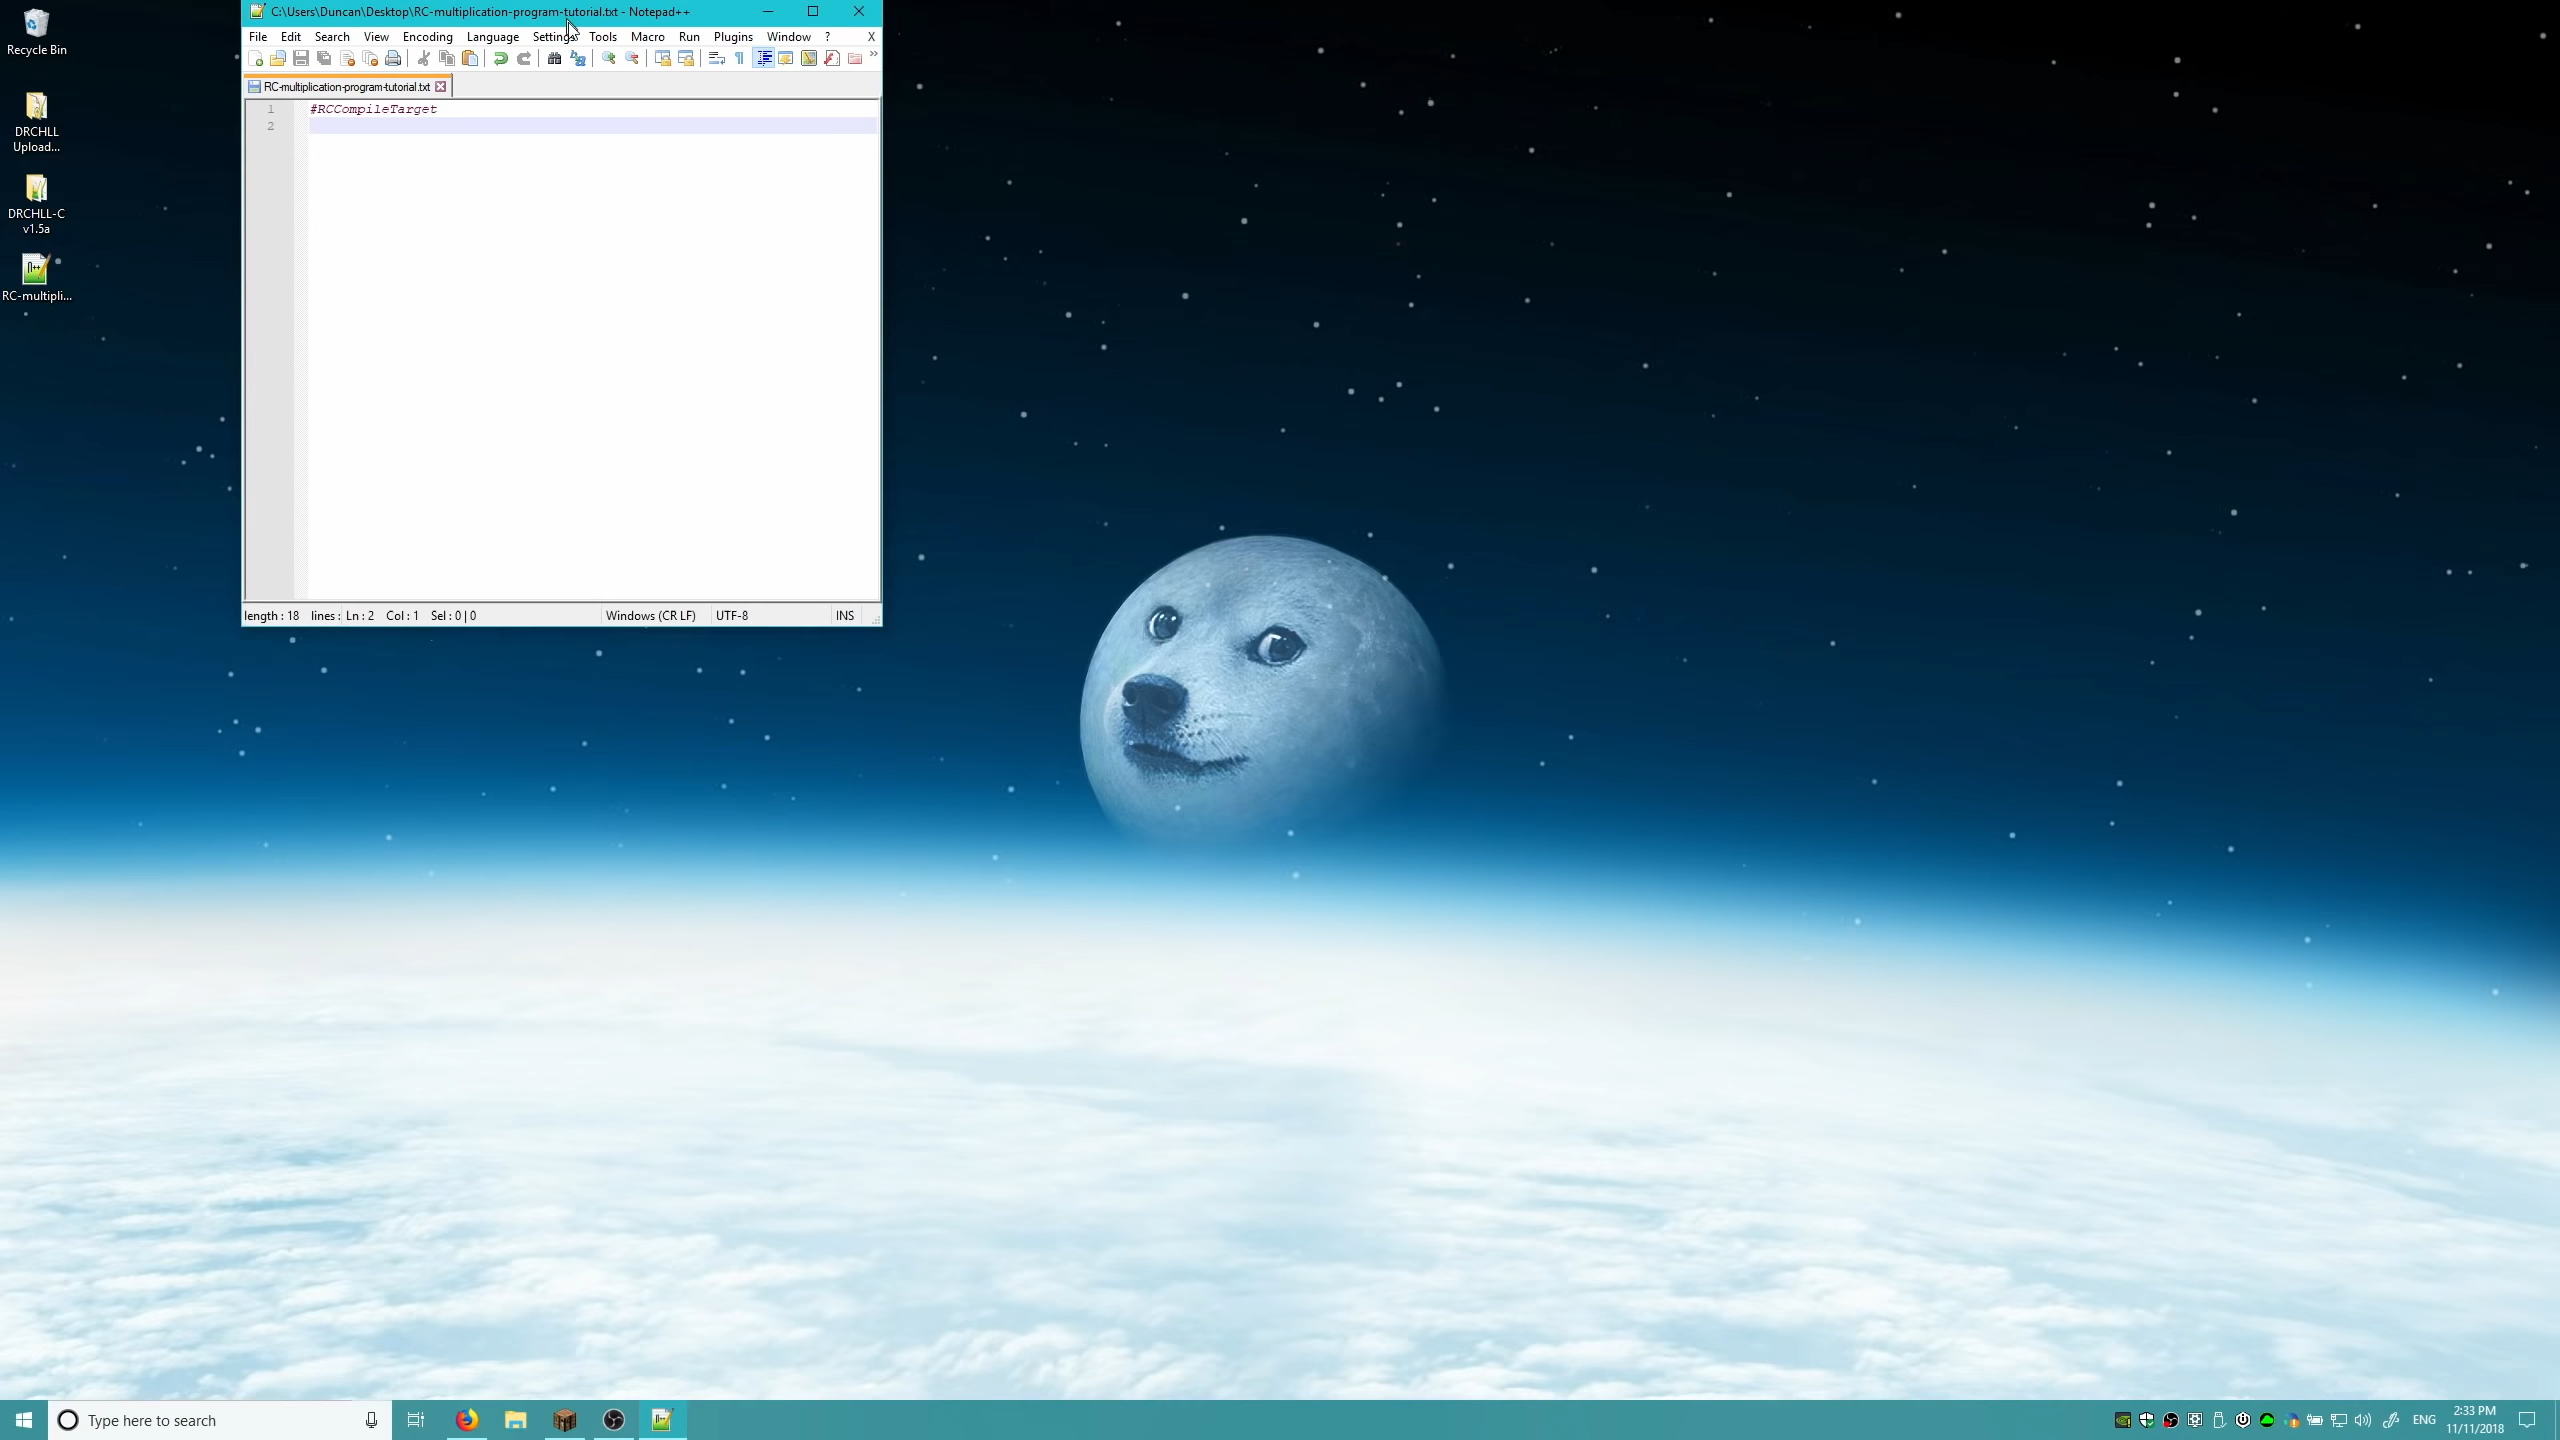 Recycle Bin
DRCHLL
Upload...
DRCHLL-C
v1.5a
RC-multipli...
C:\Users\Duncan\Desktop\RC-multiplication-program-tutorial.txt - Notepad++
File Edit Search View Encoding Language Settings Tools Macro Run Plugins Window ? X
RC-multiplication-program-tutorial.txt
1 #RCCompileTarget
2
length : 18 lines : Ln : 2 Col : 1 Sel : 0 | 0 Windows (CR LF) UTF-8 INS
Type here to search
ENG
2:33 PM
11/11/2018